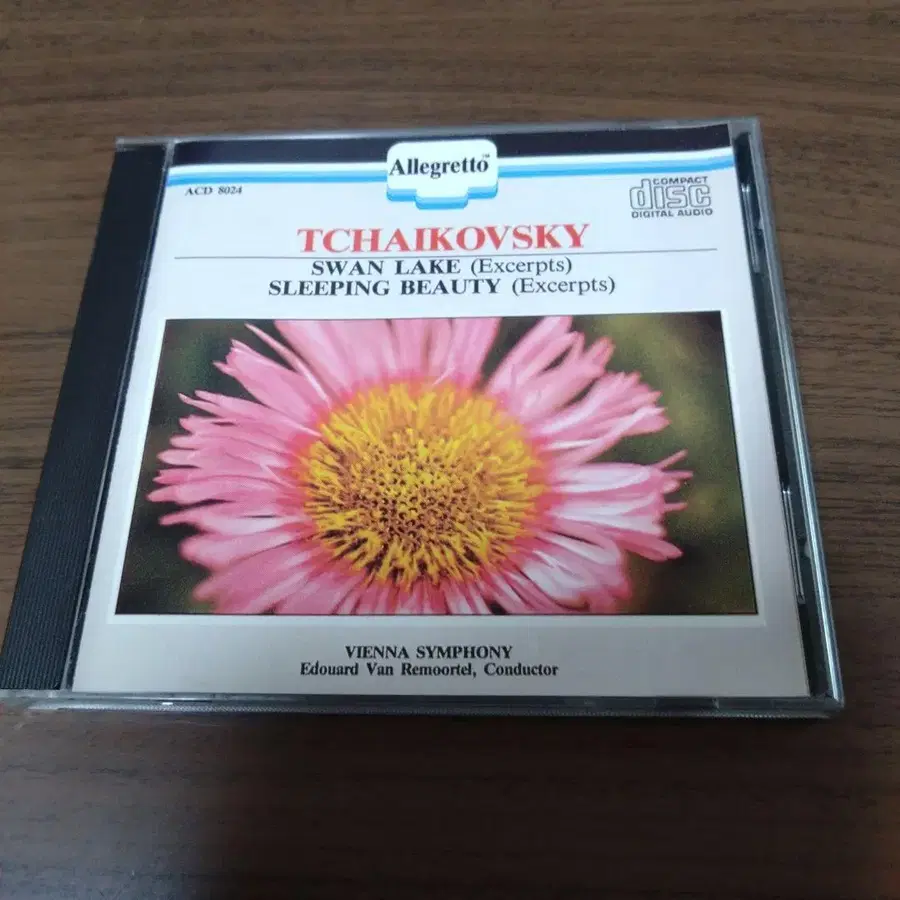 Allegretto™
ACD 8024
COMPACT
disc
DIGITAL AUDIO
TCHAIKOVSKY
SWAN LAKE (Excerpts)
SLEEPING BEAUTY (Excerpts)
VIENNA SYMPHONY
Edouard Van Remoortel, Conductor